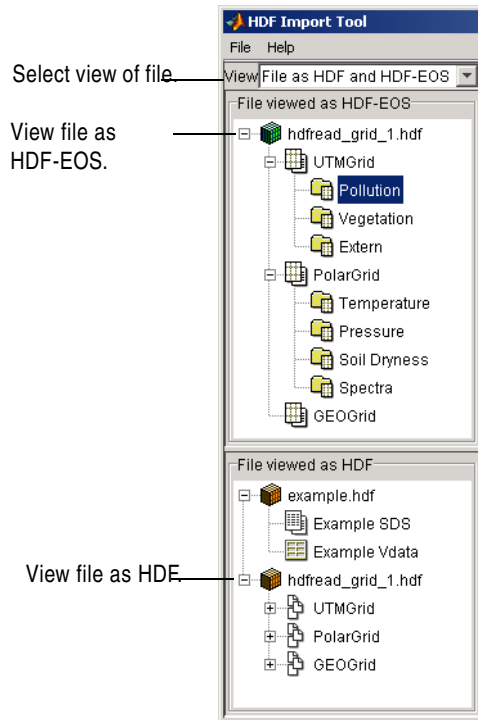 HDF Import Tool
File Help
Select view of file.
View File as HDF and HDF-EOS
File viewed as HDF-EOS
View file as
HDF-EOS.
hdfread_grid_1.hdf
UTMGrid
Pollution
Vegetation
Extern
PolarGrid
Temperature
Pressure
Soil Dryness
Spectra
GEOGrid
File viewed as HDF
example.hdf
Example SDS
Example Vdata
View file as HDF.
hdfread_grid_1.hdf
UTMGrid
PolarGrid
GEOGrid